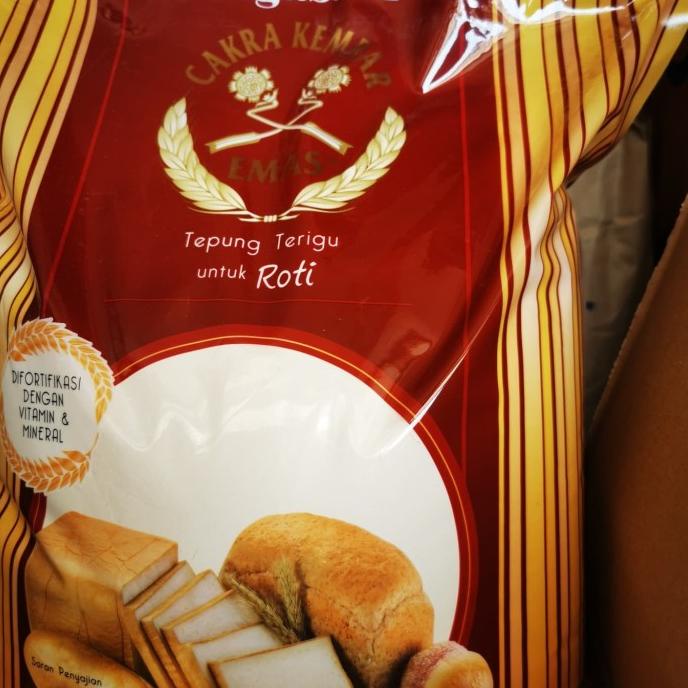 CAKRA KEMBAR
EMAS
Tepung Terigu
untuk Roti
DIFORTIFIKASI
DENGAN
VITAMIN &
MINERAL
Saran Penyajian